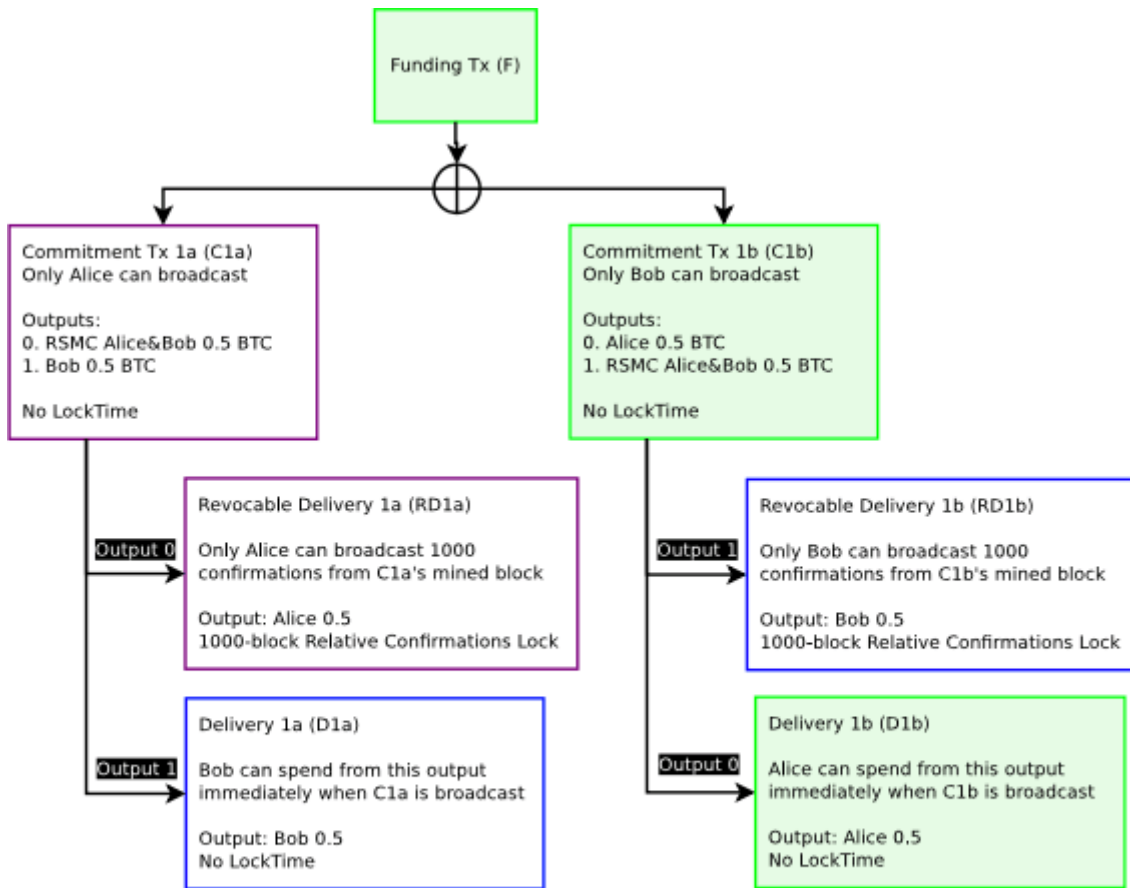 Funding Tx (F)
Commitment Tx 1a (C1a)
Only Alice can broadcast
Outputs:
0. RSMC Alice&Bob 0.5 BTC
1. Bob 0.5 BTC
No LockTime
Commitment Tx 1b (C1b)
Only Bob can broadcast
Outputs:
0. Alice 0.5 BTC
1. RSMC Alice&Bob 0.5 BTC
No LockTime
Output 0
Revocable Delivery 1a (RD1a)
Only Alice can broadcast 1000
confirmations from C1a's mined block
Output: Alice 0.5
1000-block Relative Confirmations Lock
Output 1
Revocable Delivery 1b (RD1b)
Only Bob can broadcast 1000
confirmations from C1b's mined block
Output: Bob 0.5
1000-block Relative Confirmations Lock
Output 1
Delivery 1a (D1a)
Bob can spend from this output
immediately when C1a is broadcast
Output: Bob 0.5
No LockTime
Output 0
Delivery 1b (D1b)
Alice can spend from this output
immediately when C1b is broadcast
Output: Alice 0.5
No LockTime